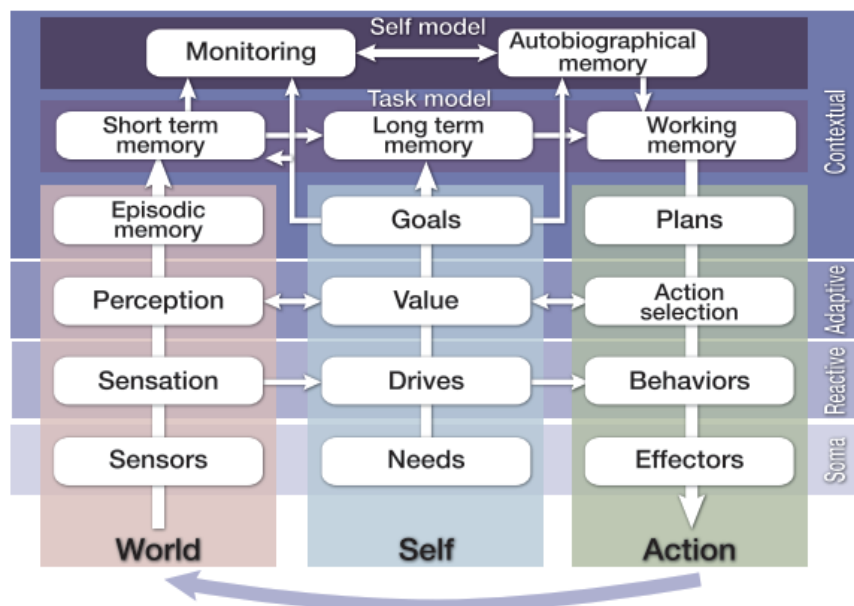 Self model
Monitoring
Autobiographical
memory
Task model
Short term
memory
Long term
memory
Working
memory
Contextual
Episodic
memory
Goals
Plans
Perception
Value
Action
selection
Adaptive
Sensation
Drives
Behaviors
Reactive
Sensors
Needs
Effectors
Soma
World
Self
Action